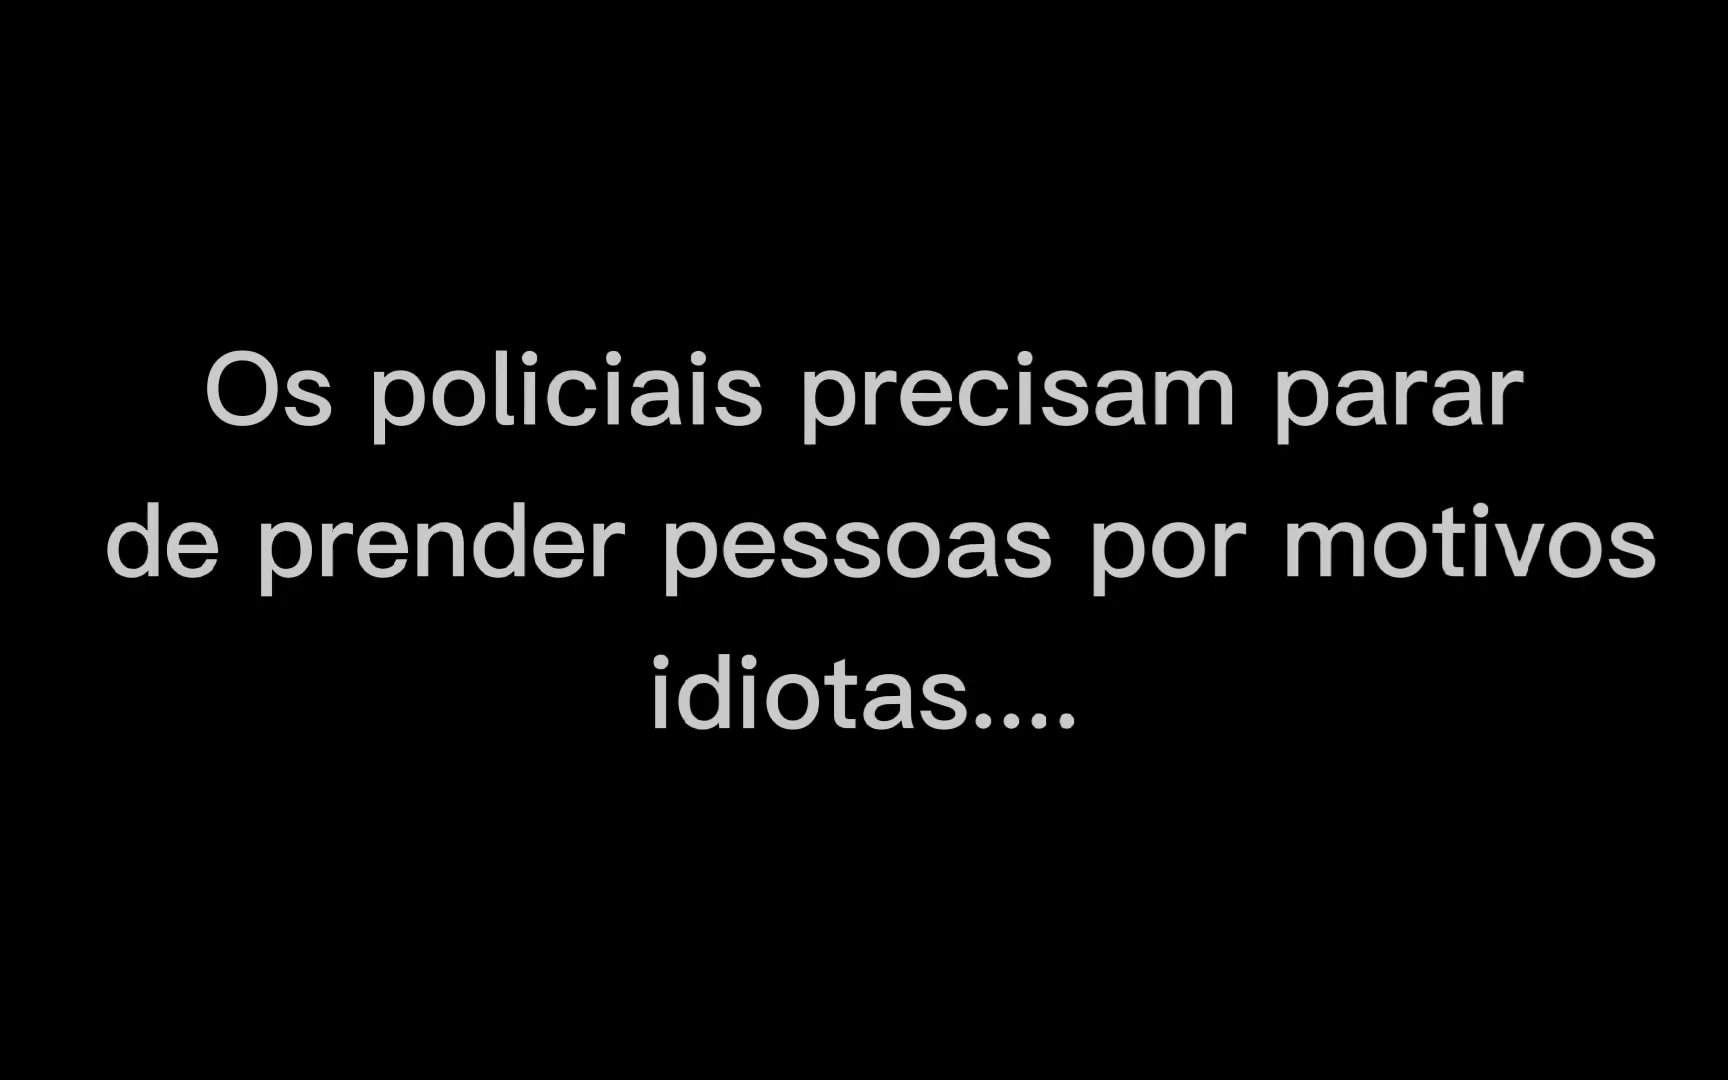 Os policiais precisam parar
de prender pessoas por motivos
idiotas....